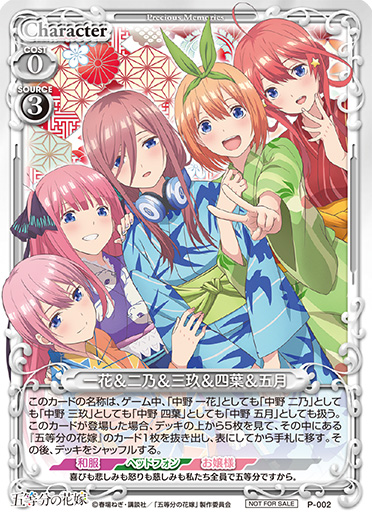 Precious Memories
Character
COST
0
SOURCE
3
一花&二乃&三玖&四葉&五月
このカードの名称は、ゲーム中、「中野 一花」としても「中野 二乃」として
も「中野 三玖」としても「中野 四葉」としても「中野 五月」としても扱う。
このカードが登場した場合、デッキの上から5枚を見て、その中にある
「五等分の花嫁」のカード1枚を抜き出し、表にしてから手札に移す。そ
の後、デッキをシャッフルする。
和服 ヘッドフォン お嬢様
喜びも悲しみも怒りも慈しみも私たち全員で五等分ですから。
五等分の花嫁
©春場ねぎ・講談社/「五等分の花嫁」製作委員会 NOT FOR SALE P-002